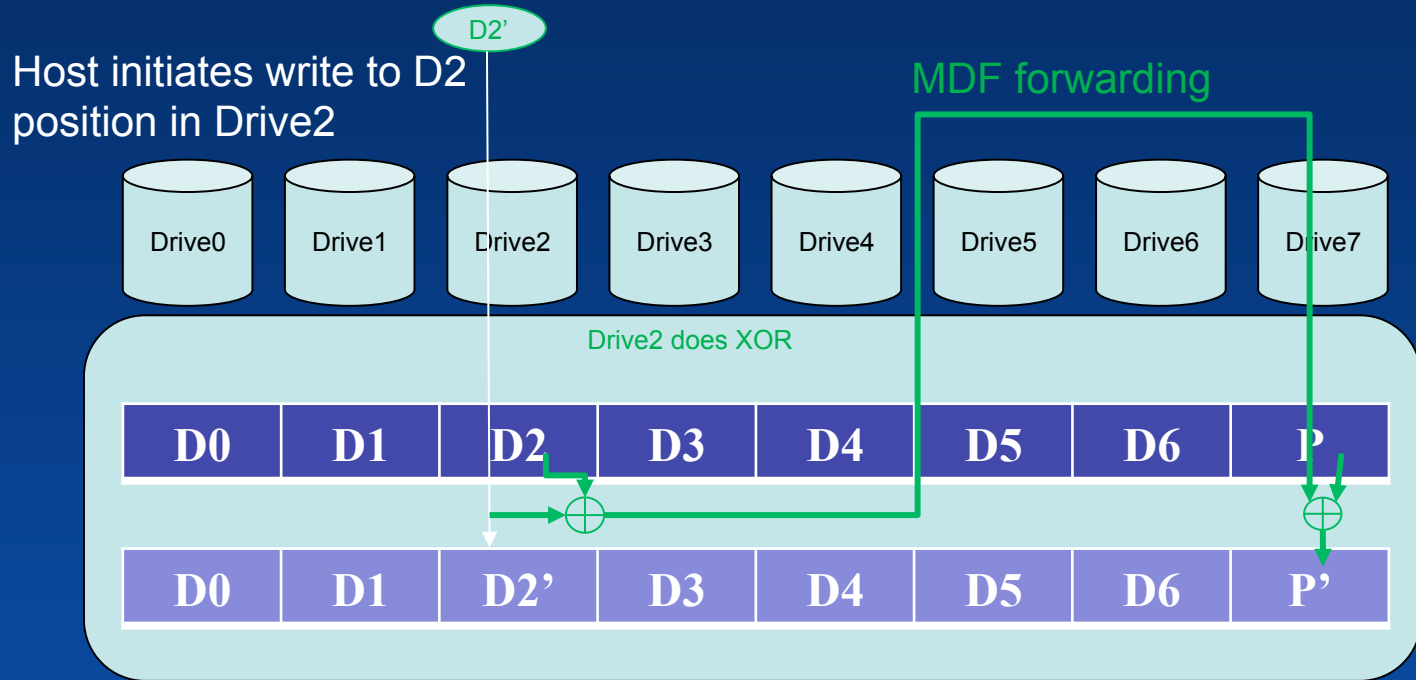 D2’
Host initiates write to D2
position in Drive2
MDF forwarding
Drive0 Drive1 Drive2 Drive3 Drive4 Drive5 Drive6 Drive7
Drive2 does XOR
D0 D1 D2 D3 D4 D5 D6 P
D0 D1 D2’ D3 D4 D5 D6 P’